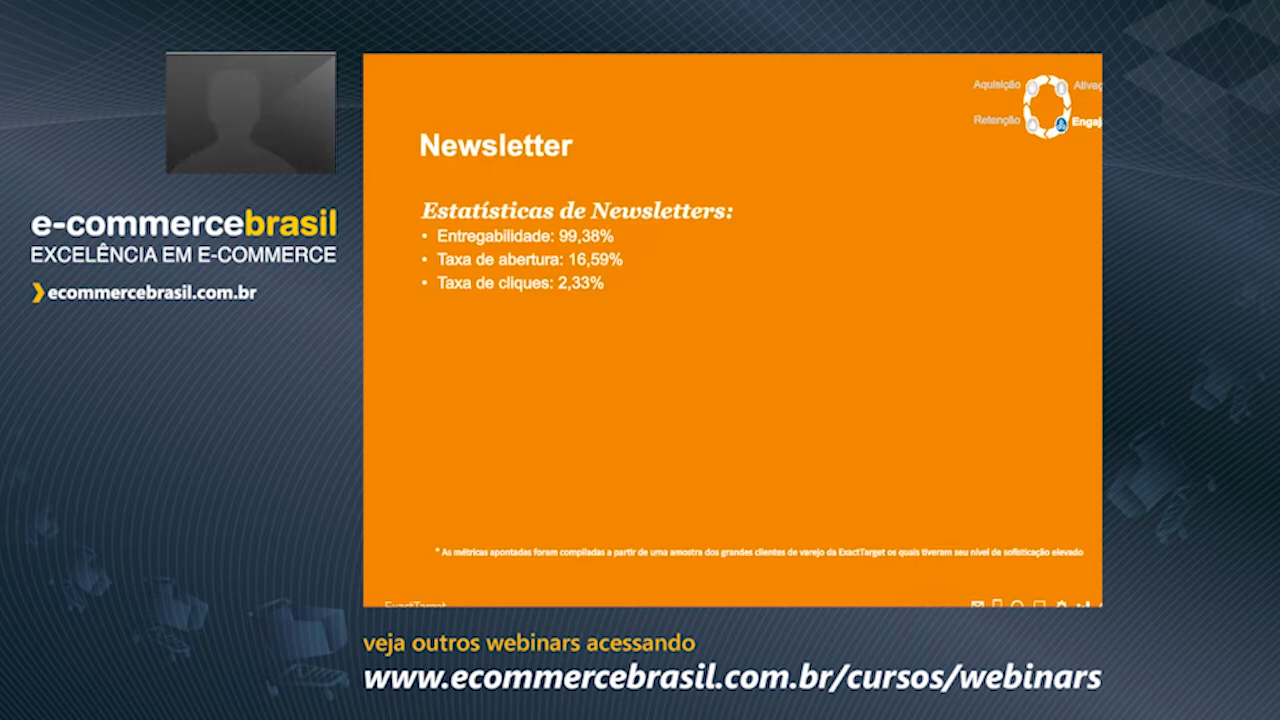 Aquisição
Ativaç
Retenção
Engaj
Newsletter
Estatísticas de Newsletters:
• Entregabilidade: 99,38%
• Taxa de abertura: 16,59%
• Taxa de cliques: 2,33%
e-commercebrasil
EXCELÊNCIA EM E-COMMERCE
ecommercebrasil.com.br
* As métricas apontadas foram compiladas a partir de uma amostra dos grandes clientes de varejo da ExactTarget os quais tiveram seu nível de sofisticação elevado
ExactTarget
veja outros webinars acessando
www.ecommercebrasil.com.br/cursos/webinars